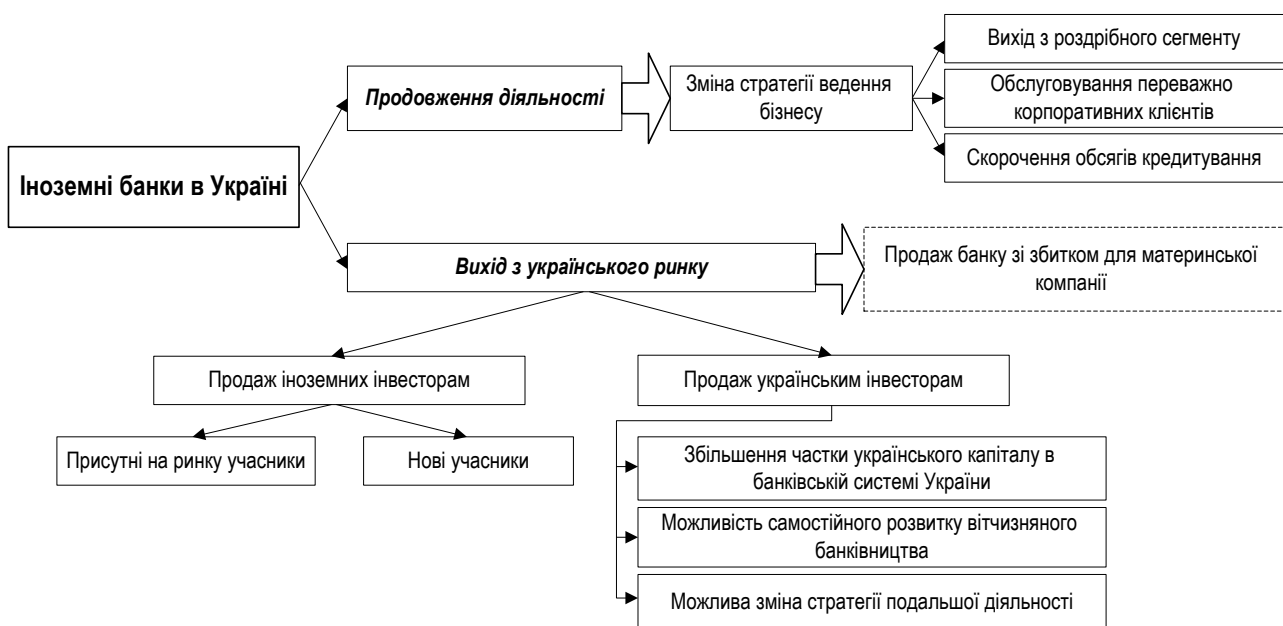 Вихід з роздрібного сегменту
Продовження діяльності
Зміна стратегії ведення
бізнесу
Обслуговування переважно
корпоративних клієнтів
Скорочення обсягів кредитування
Іноземні банки в Україні
Вихід з українського ринку
Продаж банку зі збитком для материнської
компанії
Продаж іноземних інвесторам
Продаж українським інвесторам
Присутні на ринку учасники
Нові учасники
Збільшення частки українського капіталу в
банківській системі України
Можливість самостійного розвитку вітчизняного
банківництва
Можлива зміна стратегії подальшої діяльності